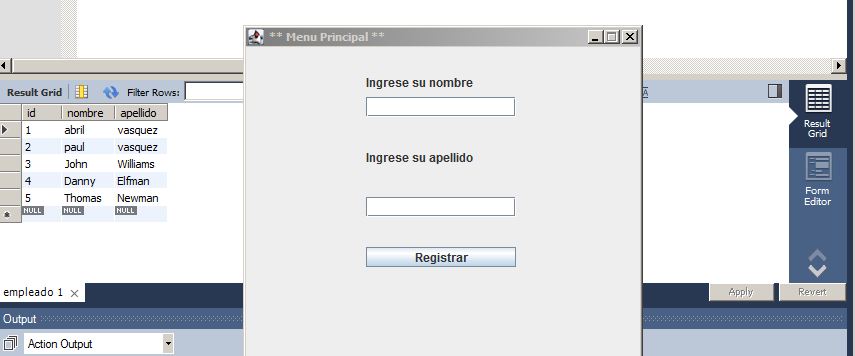 ** Menu Principal **
Ingrese su nombre
Ingrese su apellido
Registrar
Result Grid
Filter Rows:
id nombre apellido
1 abril vasquez
2 paul vasquez
3 John Williams
4 Danny Elfman
5 Thomas Newman
NULL NULL NULL
Result
Grid
Form
Editor
empleado 1
Apply
Revert
Output
Action Output